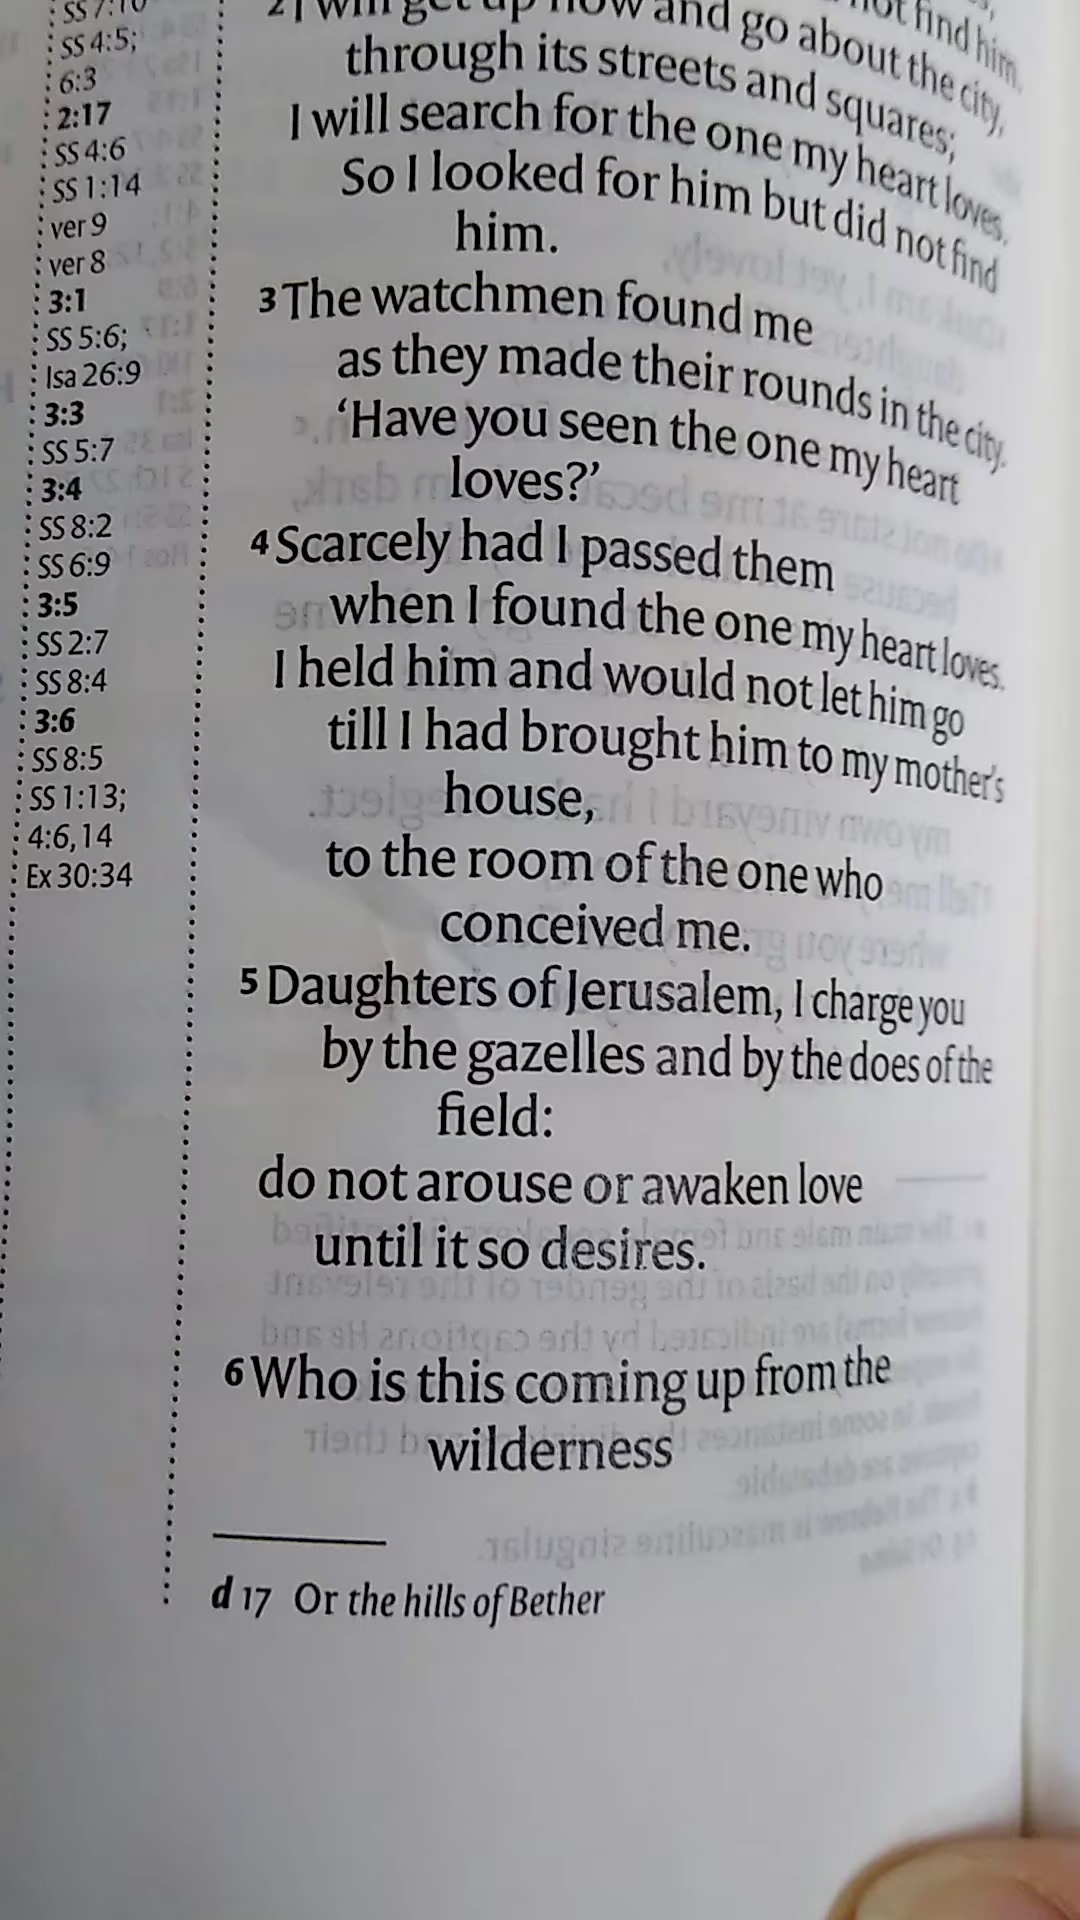 SS 7:10
SS 4:5;
6:3
2:17
SS 4:6
SS 1:14
ver 9
ver 8
3:1
SS 5:6;
Isa 26:9
3:3
SS 5:7
3:4
SS 8:2
SS 6:9
3:5
SS 2:7
SS 8:4
3:6
SS 8:5
SS 1:13;
4:6,14
Ex 30:34
not find him.
2 I will get up now and go about the city,
through its streets and squares;
I will search for the one my heart loves.
So I looked for him but did not find
him.
3 The watchmen found me
as they made their rounds in the city.
‘Have you seen the one my heart
loves?’
4 Scarcely had I passed them
when I found the one my heart loves.
I held him and would not let him go
till I had brought him to my mother's
house,
to the room of the one who
conceived me.
5 Daughters of Jerusalem, I charge you
by the gazelles and by the does of the
field:
do not arouse or awaken love
until it so desires.
6 Who is this coming up from the
wilderness
d 17 Or the hills of Bether